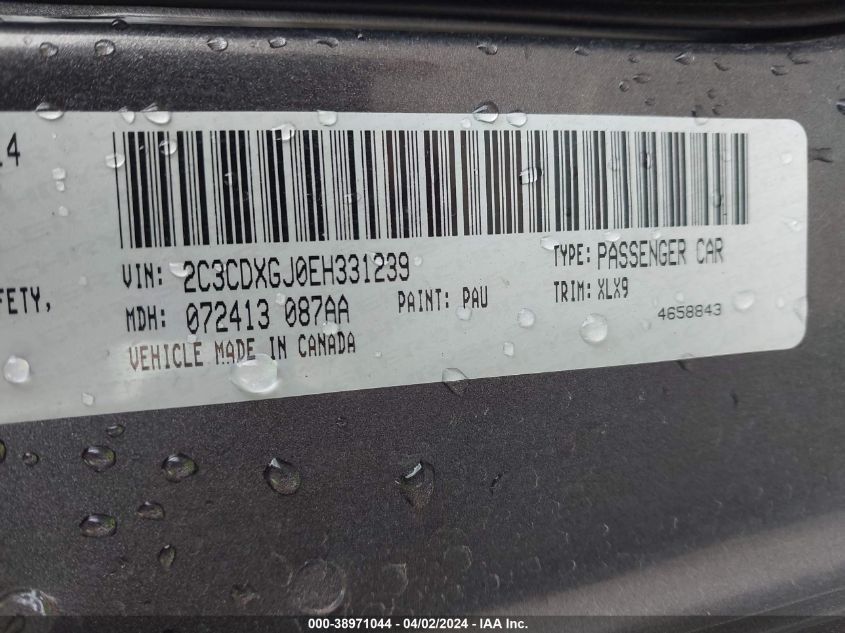 14
FETY,
VIN: 2C3CDXGJ0EH331239
TYPE: PASSENGER CAR
MDH: 072413 087AA
PAINT: PAU
TRIM: XLX9
4658843
VEHICLE MADE IN CANADA
000-38971044 / 04/02/2024 - IAA Inc.